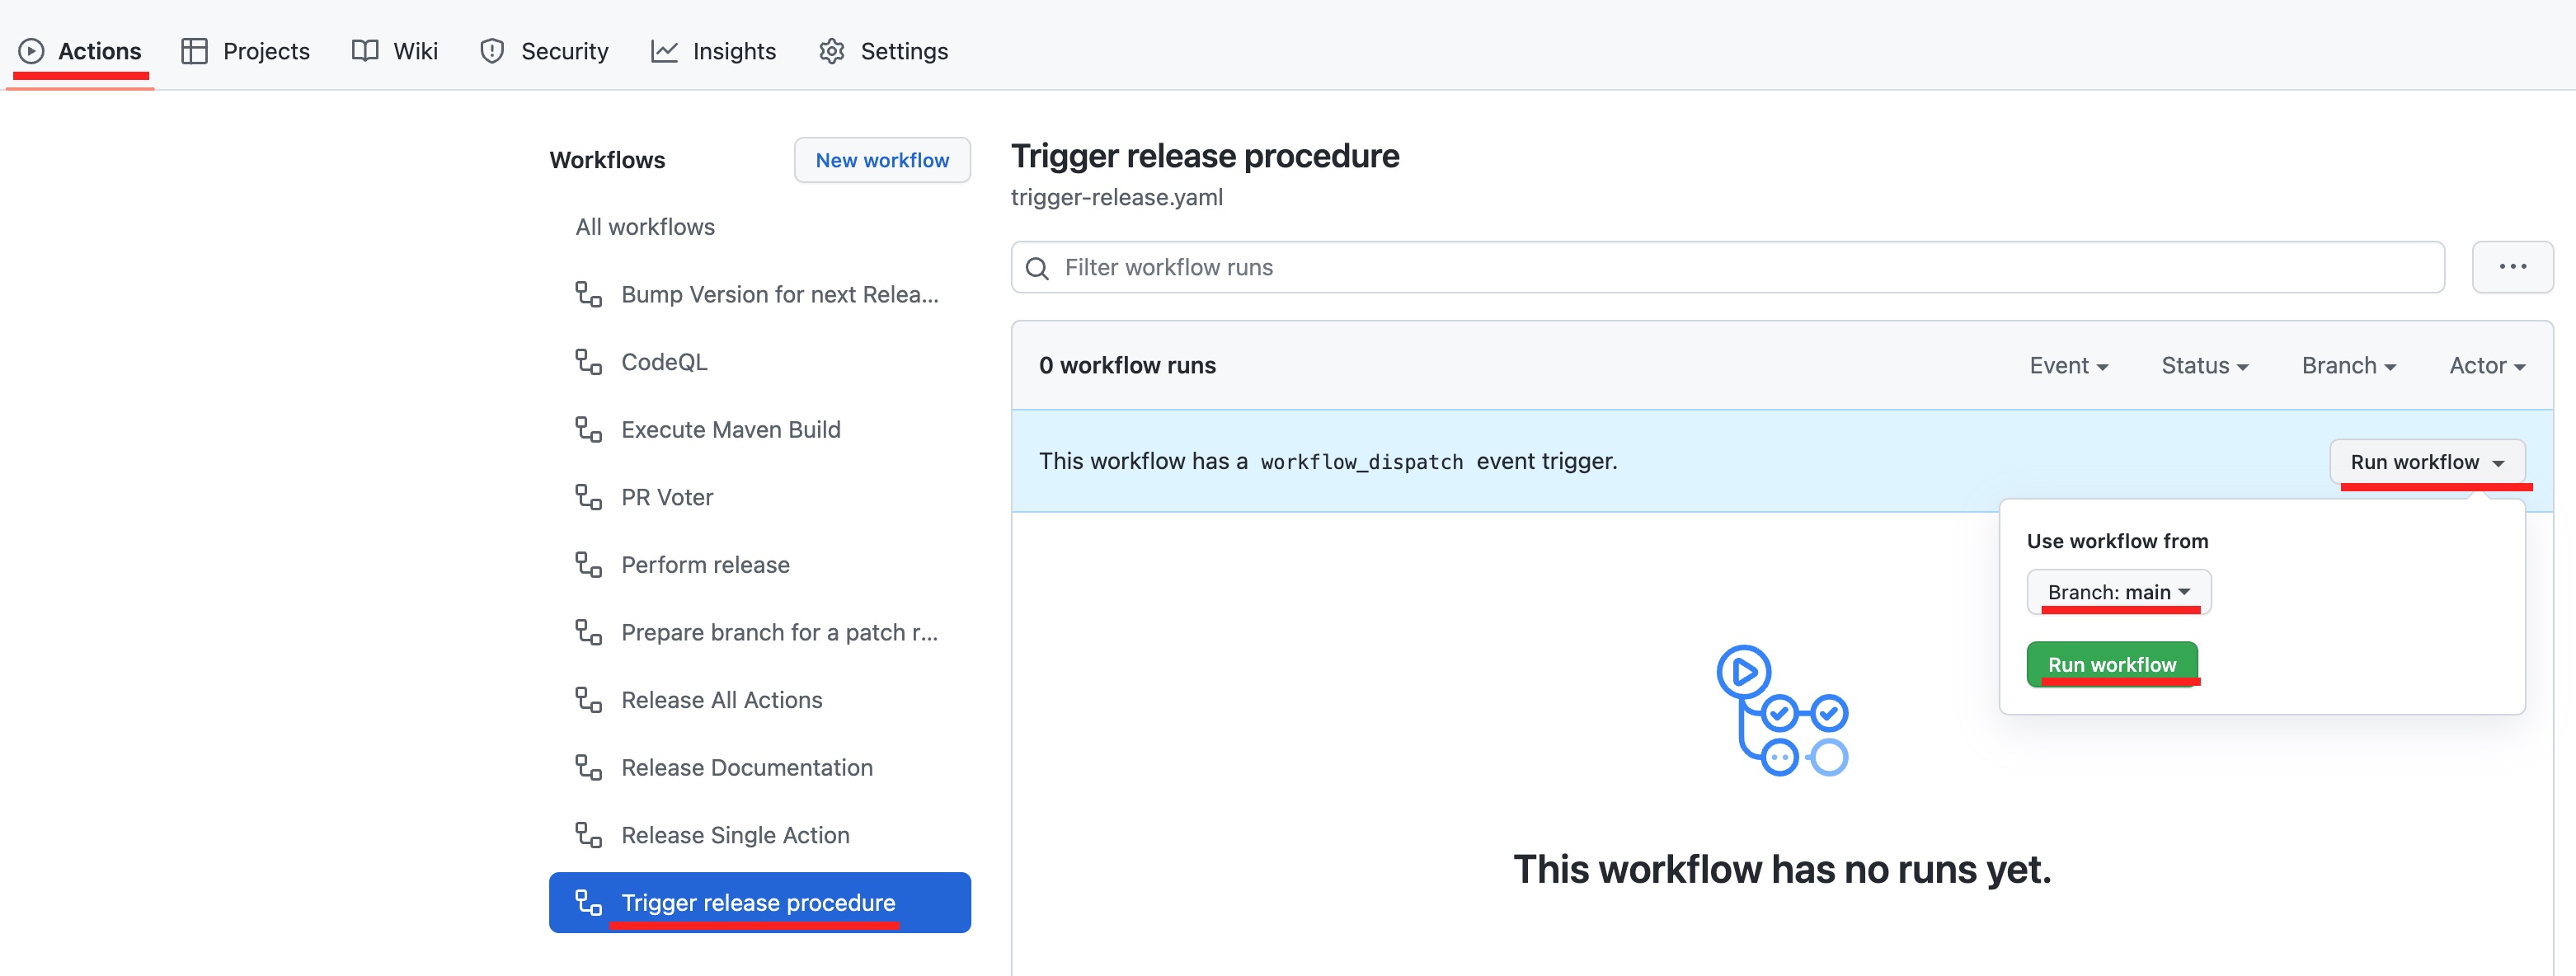 Actions Projects Wiki Security Insights Settings
Workflows
New workflow
All workflows
Bump Version for next Relea...
CodeQL
Execute Maven Build
PR Voter
Perform release
Prepare branch for a patch r...
Release All Actions
Release Documentation
Release Single Action
Trigger release procedure
Trigger release procedure
trigger-release.yaml
Filter workflow runs
0 workflow runs
Event Status Branch Actor
This workflow has a workflow_dispatch event trigger.
Run workflow
Use workflow from
Branch: main
Run workflow
This workflow has no runs yet.